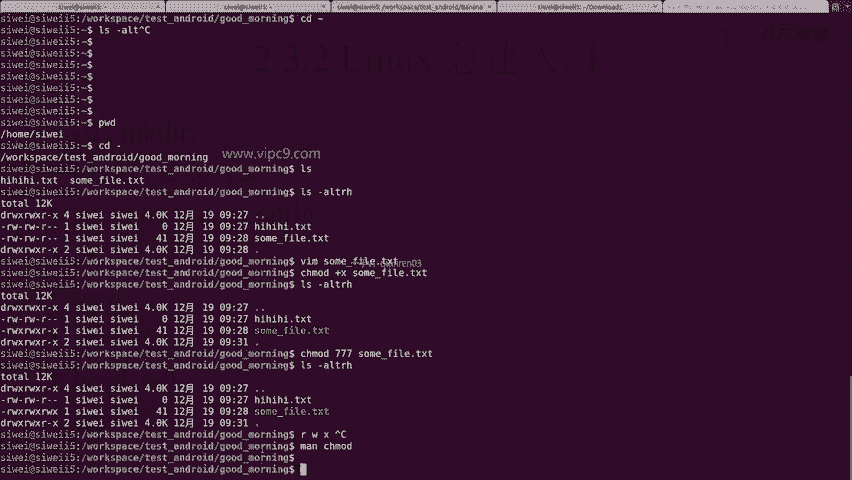 siwei@siweii5:/workspace/test_android/good_morning$ cd -
siwei@siweii5:~$ ls -alt^C
2.3.2 Linux
siwei@siweii5:~$
siwei@siweii5:~$
siwei@siweii5:~$
siwei@siweii5:~$
siwei@siweii5:~$
siwei@siweii5:~$
siwei@siweii5:~$
siwei@siweii5:~$ pwd
/home/siwei
mkdir,
siwei@siweii5:~$ cd -
/workspace/test_android/good_morning
www.vipc9.com
siwei@siweii5:/workspace/test_android/good_morning$ ls
hihihi.txt  some_file.txt
siwei@siweii5:/workspace/test_android/good_morning$ ls -altrh
total 12K
drwxrwxr-x 4 siwei siwei 4.0K 12月 19 09:27 ..
-rw-rw-r-- 1 siwei siwei    0 12月 19 09:27 hihihi.txt
-rw-rw-r-- 1 siwei siwei   41 12月 19 09:28 some_file.txt
drwxrwxr-x 2 siwei siwei 4.0K 12月 19 09:28 .
siwei@siweii5:/workspace/test_android/good_morning$ vim some_file.txt
siwei@siweii5:/workspace/test_android/good_morning$ chmod +x some_file.txt
siwei@siweii5:/workspace/test_android/good_morning$ ls -altrh
total 12K
drwxrwxr-x 4 siwei siwei 4.0K 12月 19 09:27 ..
-rw-rw-r-- 1 siwei siwei    0 12月 19 09:27 hihihi.txt
-rwxrwxr-x 1 siwei siwei   41 12月 19 09:28 some_file.txt
drwxrwxr-x 2 siwei siwei 4.0K 12月 19 09:31 .
siwei@siweii5:/workspace/test_android/good_morning$ chmod 777 some_file.txt
siwei@siweii5:/workspace/test_android/good_morning$ ls -altrh
total 12K
drwxrwxr-x 4 siwei siwei 4.0K 12月 19 09:27 ..
-rw-rw-r-- 1 siwei siwei    0 12月 19 09:27 hihihi.txt
-rwxrwxrwx 1 siwei siwei   41 12月 19 09:28 some_file.txt
drwxrwxr-x 2 siwei siwei 4.0K 12月 19 09:31 .
siwei@siweii5:/workspace/test_android/good_morning$ r w x ^C
siwei@siweii5:/workspace/test_android/good_morning$ man chmod
siwei@siweii5:/workspace/test_android/good_morning$
siwei@siweii5:/workspace/test_android/good_morning$